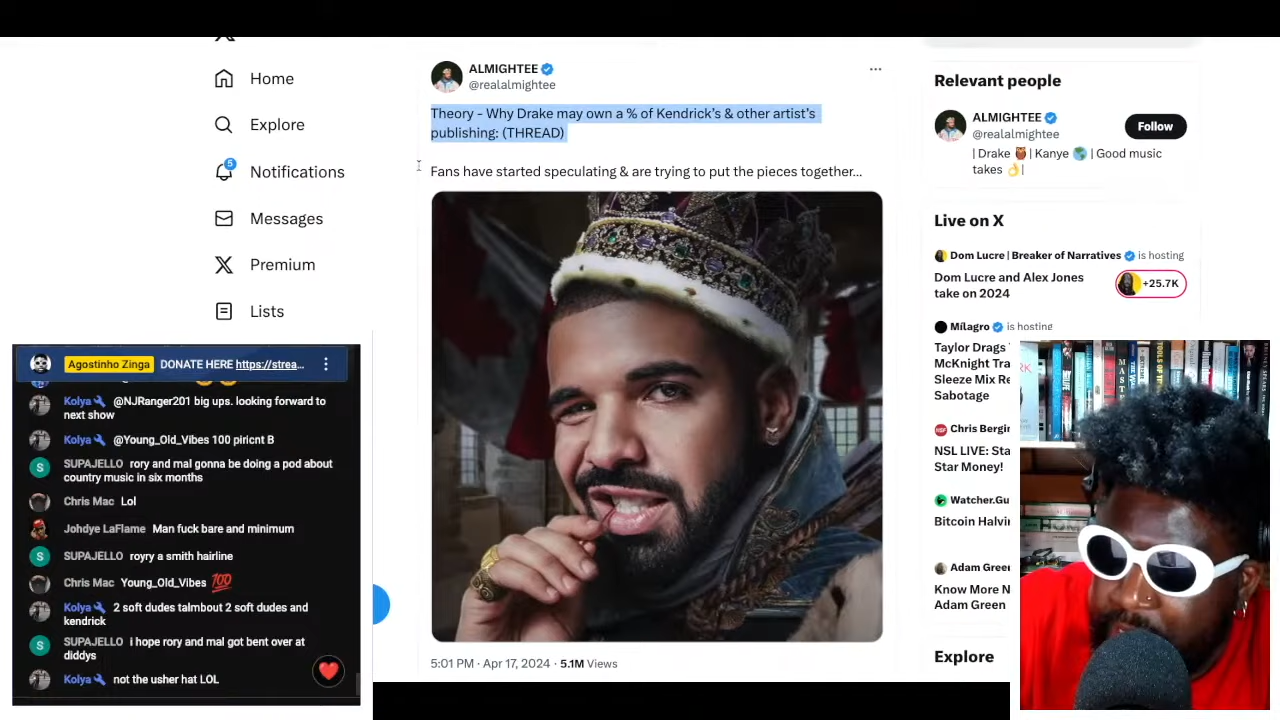 Home
Explore
5
Notifications
Messages
Premium
Lists
ALMIGHTEE
@realalmightee
Theory - Why Drake may own a % of Kendrick's & other artist's
publishing: (THREAD)
Fans have started speculating & are trying to put the pieces together...
5:01 PM · Apr 17, 2024 · 5.1M Views
Relevant people
ALMIGHTEE
@realalmightee
Follow
| Drake 🦉 | Kanye 🌎 | Good music
takes 👌|
Live on X
Dom Lucre | Breaker of Narratives is hosting
Dom Lucre and Alex Jones
take on 2024
+25.7K
Milagro is hosting
Taylor Drags
McKnight Tra
Sleeze Mix Re
Sabotage
Chris Bergin
NSL LIVE: Sta
Star Money!
Watcher.Gu
Bitcoin Halvir
Adam Green
Know More N
Adam Green
Explore
Agostinho Zinga DONATE HERE https://strea...
Kolya @NJRanger201 big ups. looking forward to
next show
Kolya @Young_Old_Vibes 100 piricnt B
SUPAJELLO rory and mal gonna be doing a pod about
country music in six months
Chris Mac Lol
Johdye LaFlame Man fuck bare and minimum
SUPAJELLO royry a smith hairline
Chris Mac Young_Old_Vibes 💯
Kolya 2 soft dudes talmbout 2 soft dudes and
kendrick
SUPAJELLO i hope rory and mal got bent over at
diddys
Kolya not the usher hat LOL